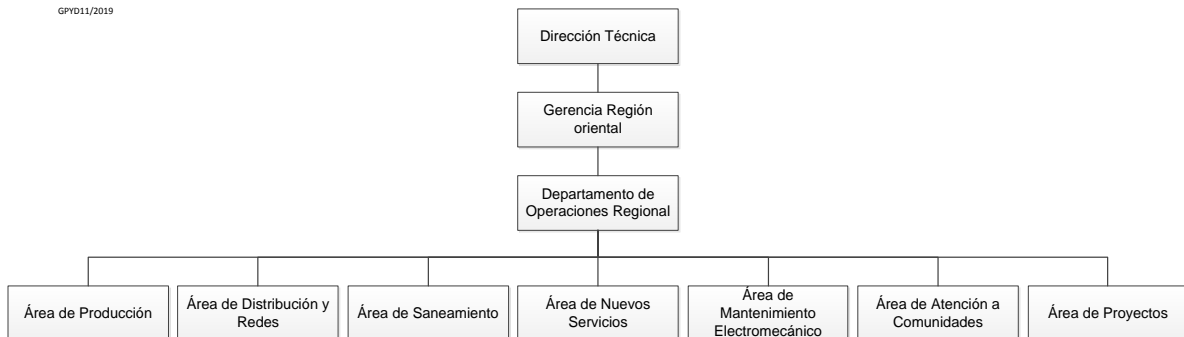 GPYD11/2019
Dirección Técnica
Gerencia Región
oriental
Departamento de
Operaciones Regional
Área de Producción
Área de Distribución y
Redes
Área de Saneamiento
Área de Nuevos
Servicios
Área de
Mantenimiento
Electromecánico
Área de Atención a
Comunidades
Área de Proyectos